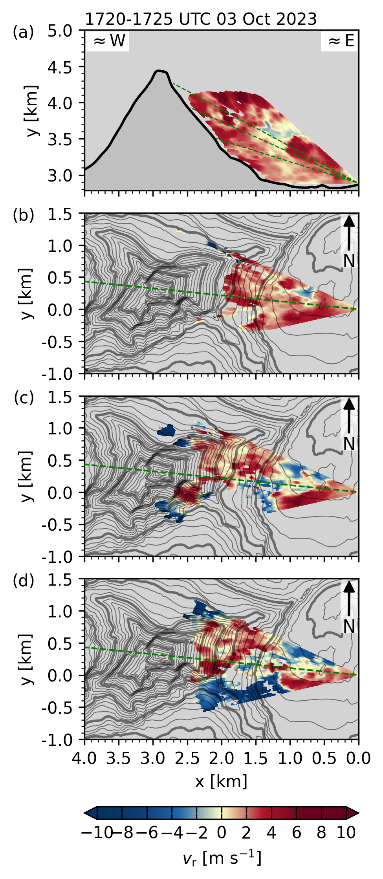 1720-1725 UTC 03 Oct 2023
(a)
5.0
≈ W
≈ E
4.5
4.0
3.5
3.0
y [km]
(b)
1.5
1.0
0.5
0.0
-0.5
-1.0
y [km]
N
(c)
1.5
1.0
0.5
0.0
-0.5
-1.0
y [km]
N
(d)
1.5
1.0
0.5
0.0
-0.5
-1.0
y [km]
N
4.0 3.5 3.0 2.5 2.0 1.5 1.0 0.5 0.0
x [km]
−10 −8 −6 −4 −2 0 2 4 6 8 10
vr [m s−1]